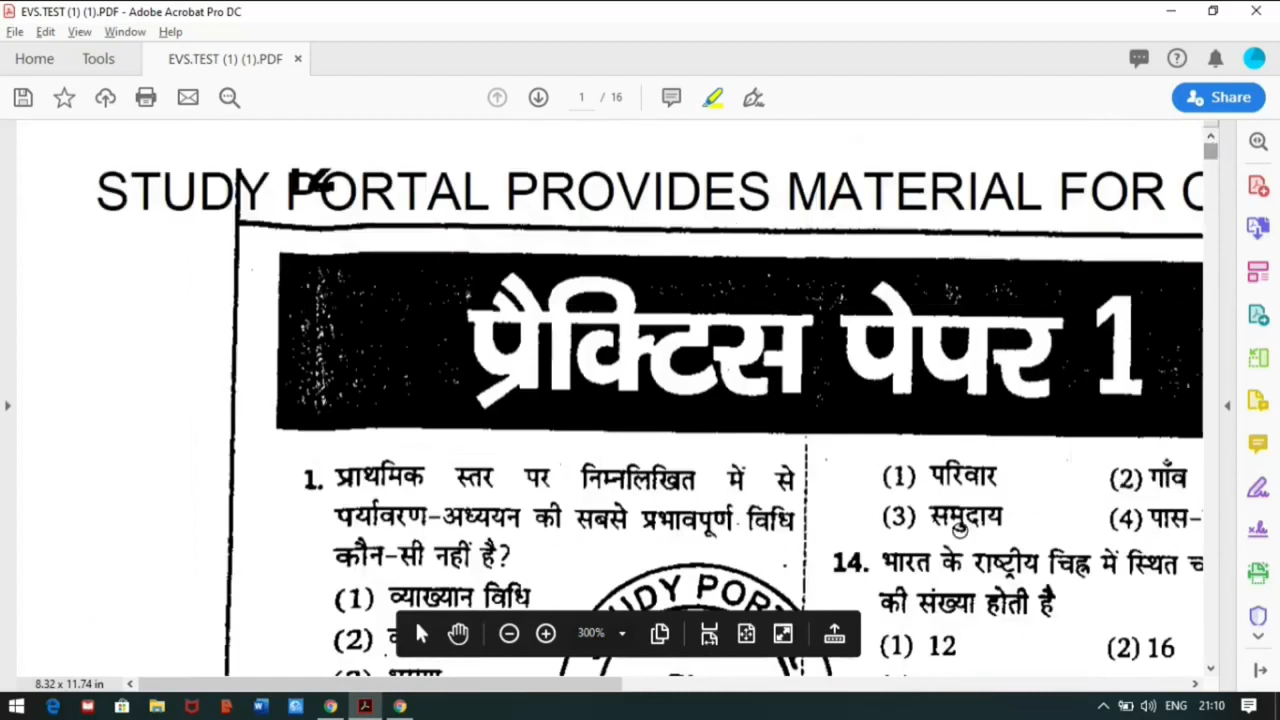 EVS.TEST (1) (1).PDF - Adobe Acrobat Pro DC
File Edit View Window Help
Home Tools EVS.TEST (1) (1).PDF
1 / 16
Share
STUDY PORTAL PROVIDES MATERIAL FOR
प्रैक्टिस पेपर 1
1. प्राथमिक स्तर पर निम्नलिखित में से
पर्यावरण-अध्ययन की सबसे प्रभावपूर्ण विधि
कौन-सी नहीं है?
(1) व्याख्यान विधि
(2)
STUDY POR
(1) परिवार (2) गाँव
(3) समुदाय (4) पास-
14. भारत के राष्ट्रीय चिह्न में स्थित
की संख्या होती है
(1) 12 (2) 16
300%
8.32 x 11.74 in
ENG 21:10